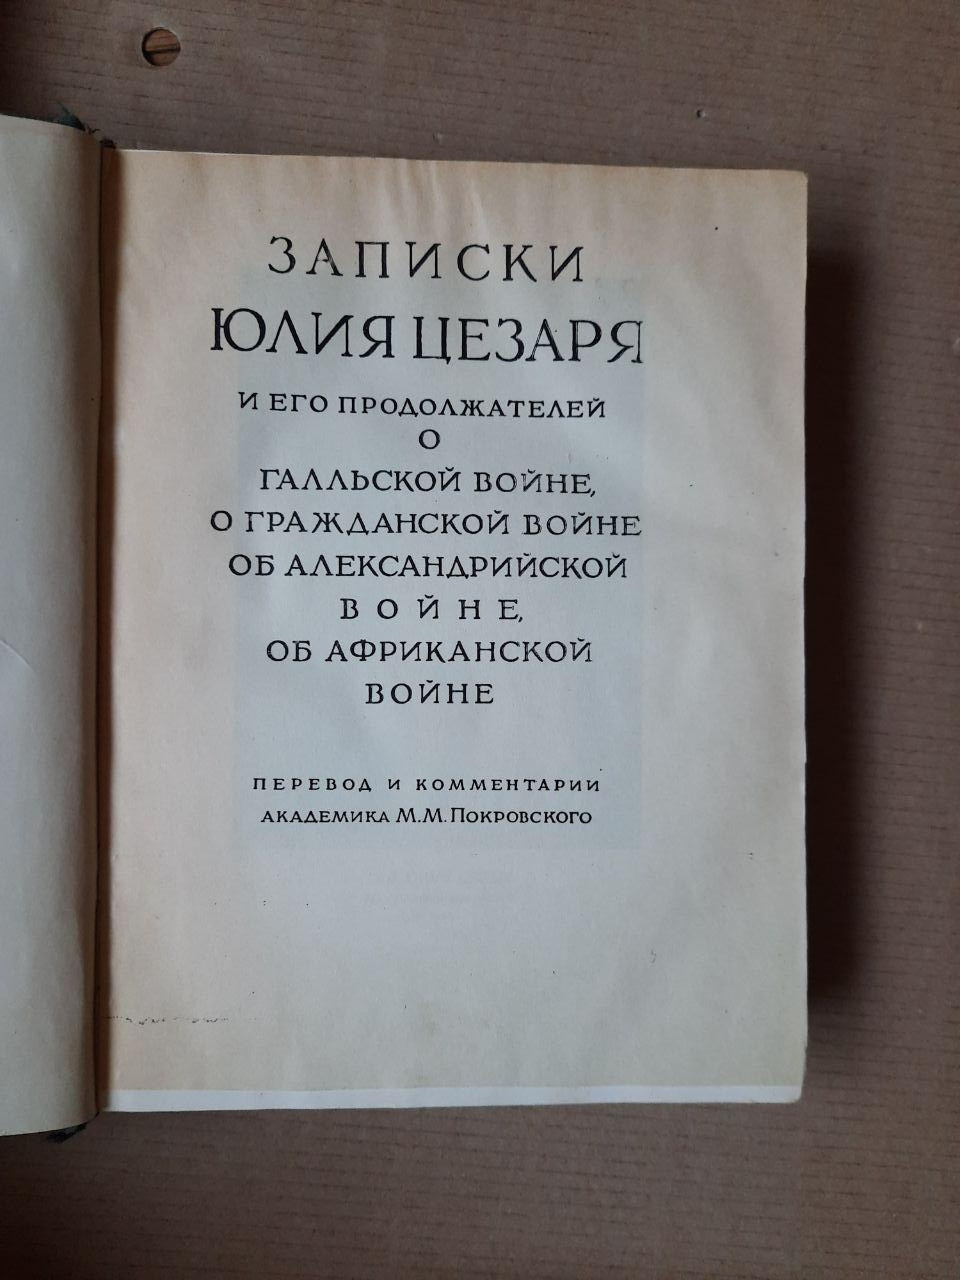 ЗАПИСКИ
ЮЛИЯ ЦЕЗАРЯ
И ЕГО ПРОДОЛЖАТЕЛЕЙ
О
ГАЛЛЬСКОЙ ВОЙНЕ,
О ГРАЖДАНСКОЙ ВОЙНЕ
ОБ АЛЕКСАНДРИЙСКОЙ
ВОЙНЕ,
ОБ АФРИКАНСКОЙ
ВОЙНЕ
ПЕРЕВОД И КОММЕНТАРИИ
АКАДЕМИКА М.М. ПОКРОВСКОГО